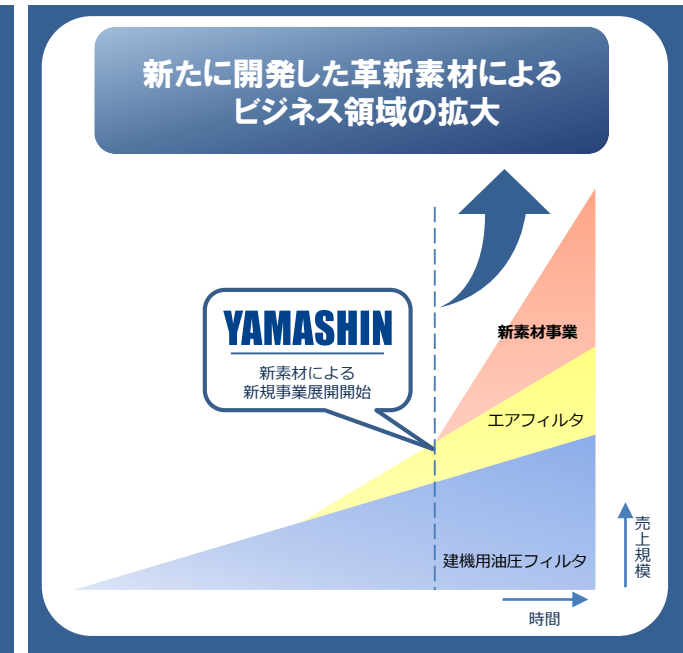 新たに開発した革新素材による
ビジネス領域の拡大
YAMASHIN
新素材による
新規事業展開開始
新素材事業
エアフィルタ
建機用油圧フィルタ
売上規模
時間